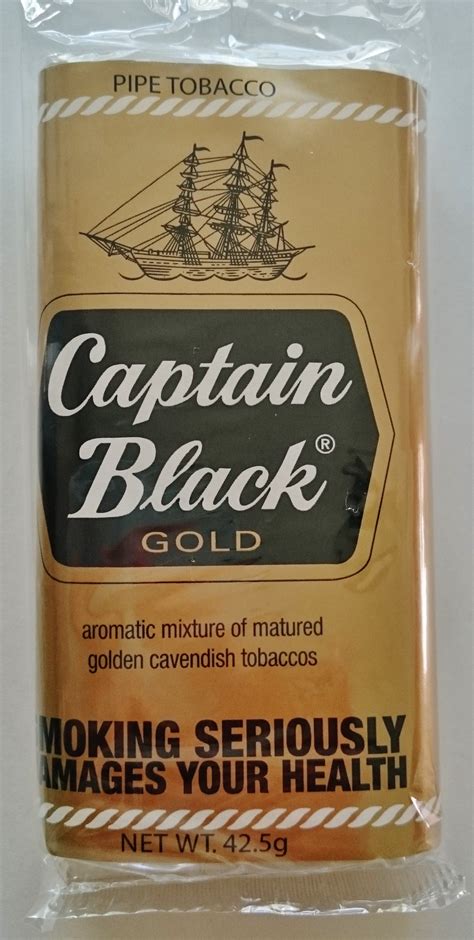 PIPE TOBACCO
Captain
Black®
GOLD
aromatic mixture of matured
golden cavendish tobaccos
MOKING SERIOUSLY
AMAGES YOUR HEALTH
NET WT. 42.5g